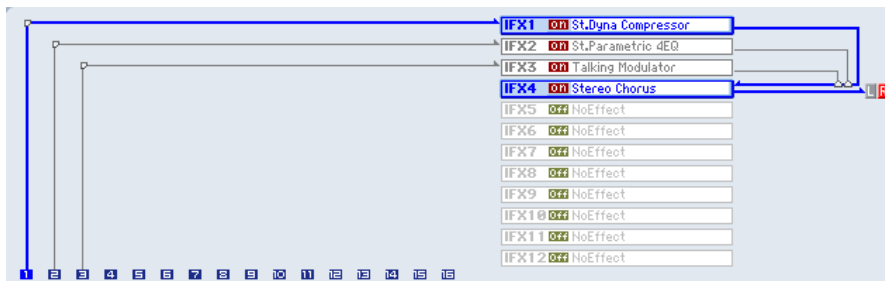 IFX1 On St.Dyna Compressor
IFX2 On St.Parametric 4EQ
IFX3 On Talking Modulator
IFX4 On Stereo Chorus
L R
IFX5 Off NoEffect
IFX6 Off NoEffect
IFX7 Off NoEffect
IFX8 Off NoEffect
IFX9 Off NoEffect
IFX10 Off NoEffect
IFX11 Off NoEffect
IFX12 Off NoEffect
1 2 3 4 5 6 7 8 9 10 11 12 13 14 15 16